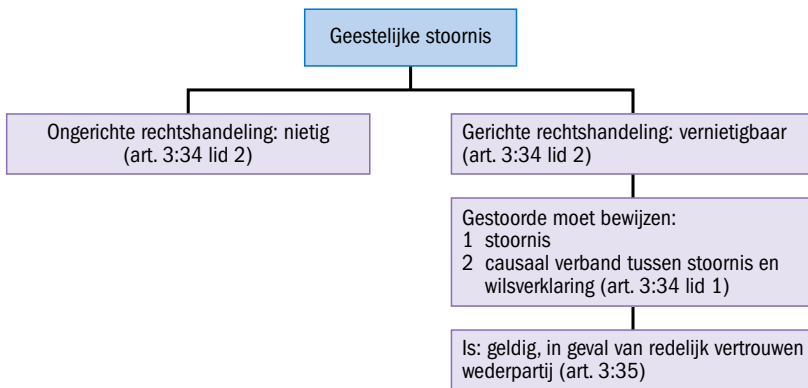 Geestelijke stoornis
Ongerichte rechtshandeling: nietig
(art. 3:34 lid 2)
Gerichte rechtshandeling: vernietigbaar
(art. 3:34 lid 2)
Gestoorde moet bewijzen:
1 stoornis
2 causaal verband tussen stoornis en
wilsverklaring (art. 3:34 lid 1)
Is: geldig, in geval van redelijk vertrouwen
wederpartij (art. 3:35)